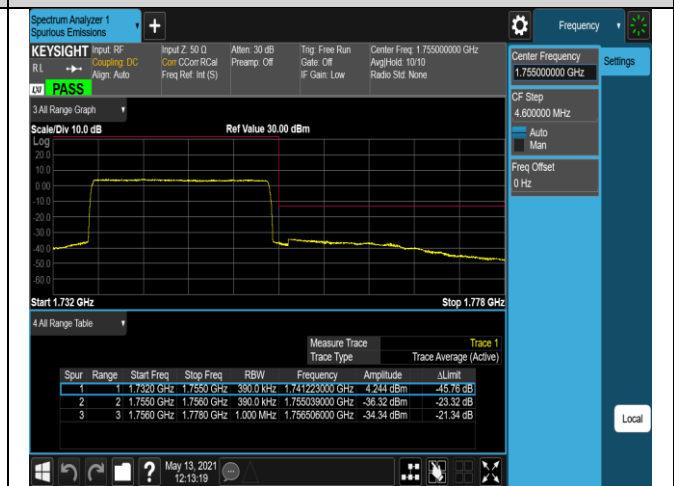 Spectrum Analyzer 1
Spurious Emissions
+
Frequency
KEYSIGHT Input: RF Input Z: 50 Ω Atten: 30 dB Trig: Free Run Center Freq: 1.755000000 GHz
RL Coupling: DC Corr CCorr RCal Preamp: Off Gate: Off Avg|Hold: 10/10
Align: Auto Freq Ref: Int (S) IF Gain: Low Radio Std: None
LXI PASS
Center Frequency
1.755000000 GHz
Settings
CF Step
4.600000 MHz
Auto
Man
Freq Offset
0 Hz
3 All Range Graph
Scale/Div 10.0 dB Ref Value 30.00 dBm
Log
20.0
10.0
0.00
-10.0
-20.0
-30.0
-40.0
-50.0
-60.0
Start 1.732 GHz Stop 1.778 GHz
4 All Range Table
Measure Trace Trace 1
Trace Type Trace Average (Active)
Spur Range Start Freq Stop Freq RBW Frequency Amplitude ΔLimit
1 1 1.7320 GHz 1.7550 GHz 390.0 kHz 1.741223000 GHz 4.244 dBm -45.76 dB
2 2 1.7550 GHz 1.7560 GHz 390.0 kHz 1.755039000 GHz -36.32 dBm -23.32 dB
3 3 1.7560 GHz 1.7780 GHz 1.000 MHz 1.756506000 GHz -34.34 dBm -21.34 dB
Local
? May 13, 2021
12:13:19